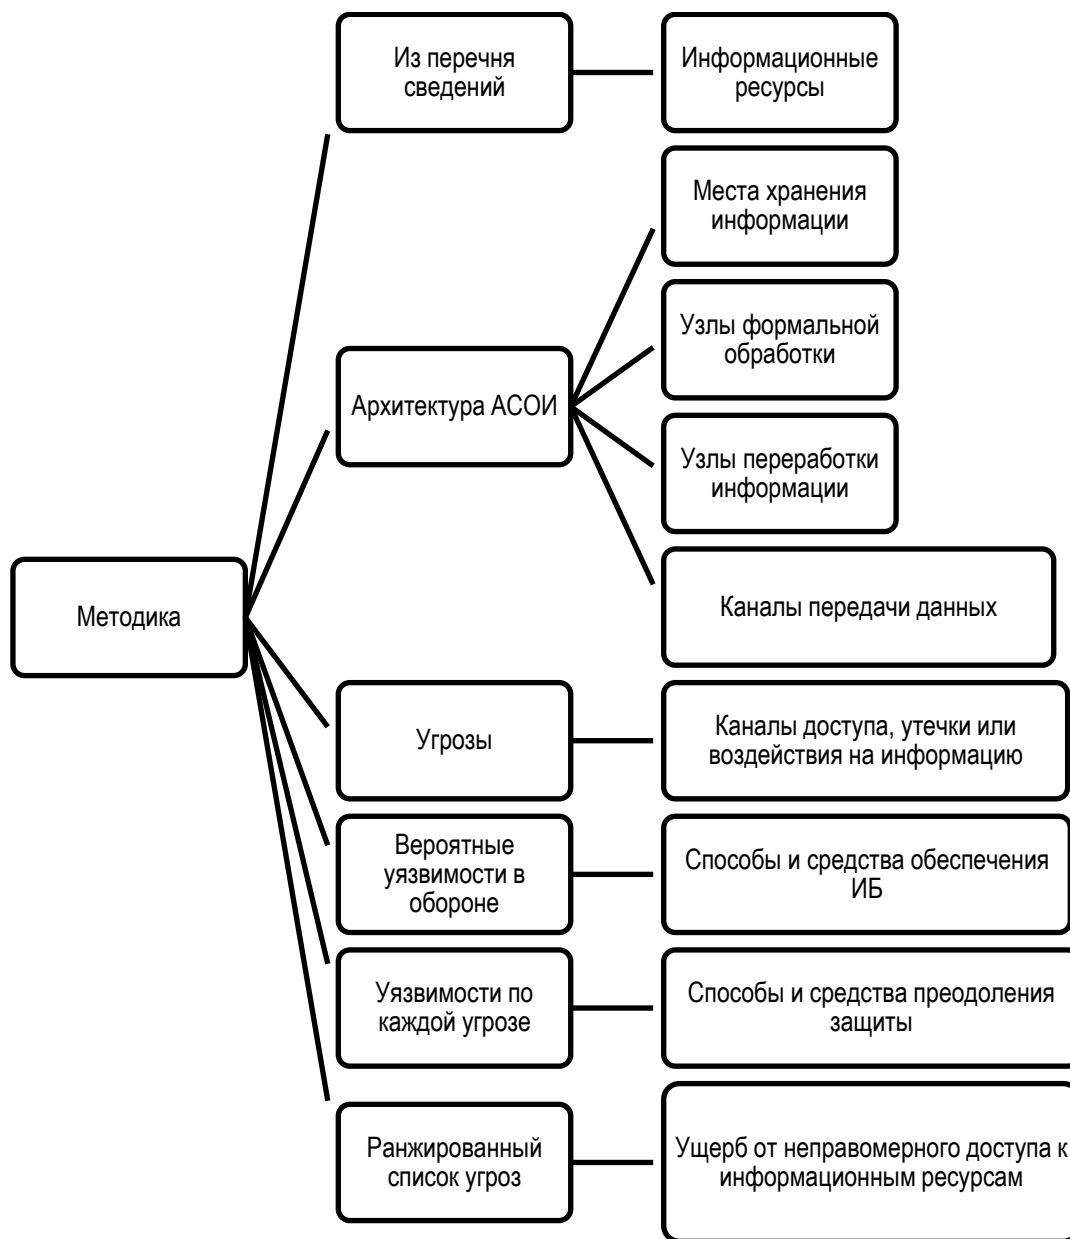 Из перечня
сведений
Информационные
ресурсы
Места хранения
информации
Узлы формальной
обработки
Архитектура АСОИ
Узлы переработки
информации
Каналы передачи данных
Методика
Угрозы
Каналы доступа, утечки или
воздействия на информацию
Вероятные
уязвимости в
обороне
Способы и средства обеспечения
ИБ
Уязвимости по
каждой угрозе
Способы и средства преодоления
защиты
Ранжированный
список угроз
Ущерб от неправомерного доступа к
информационным ресурсам